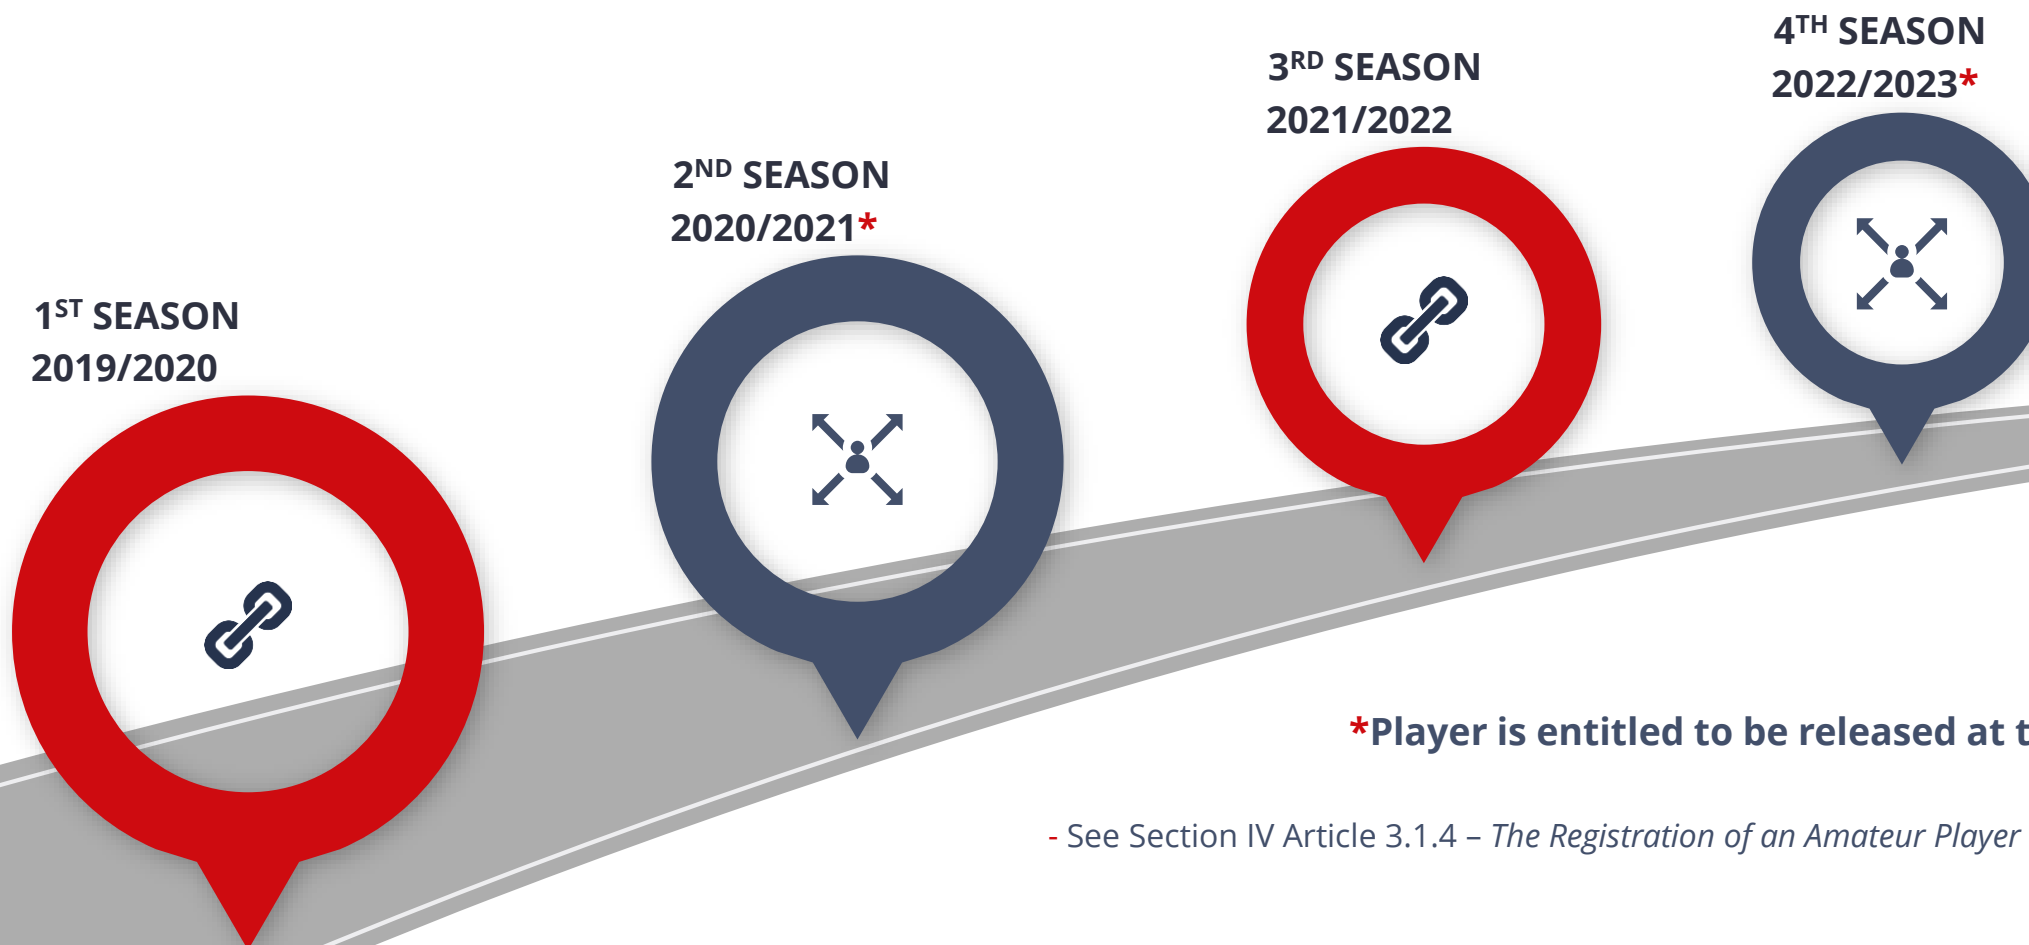 1ST SEASON
2019/2020
2ND SEASON
2020/2021*
3RD SEASON
2021/2022
4TH SEASON
2022/2023*
*Player is entitled to be released at t
- See Section IV Article 3.1.4 – The Registration of an Amateur Player